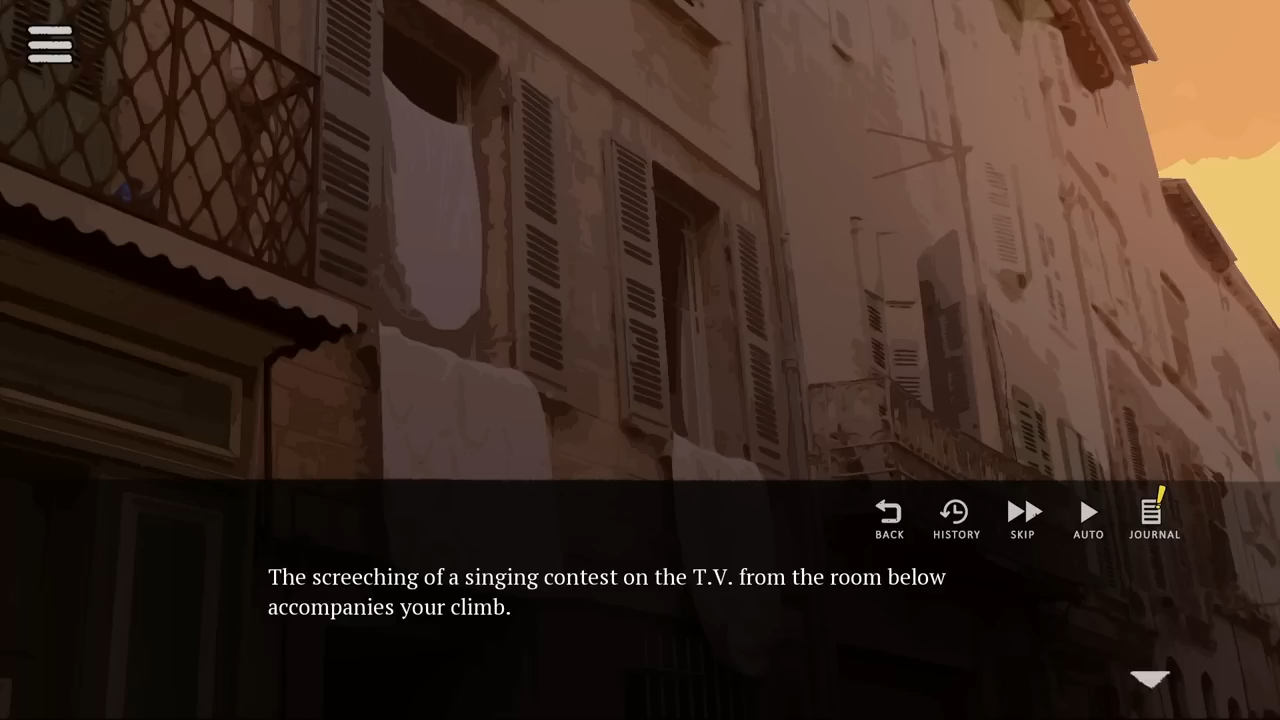 BACK HISTORY SKIP AUTO JOURNAL
The screeching of a singing contest on the T.V. from the room below
accompanies your climb.